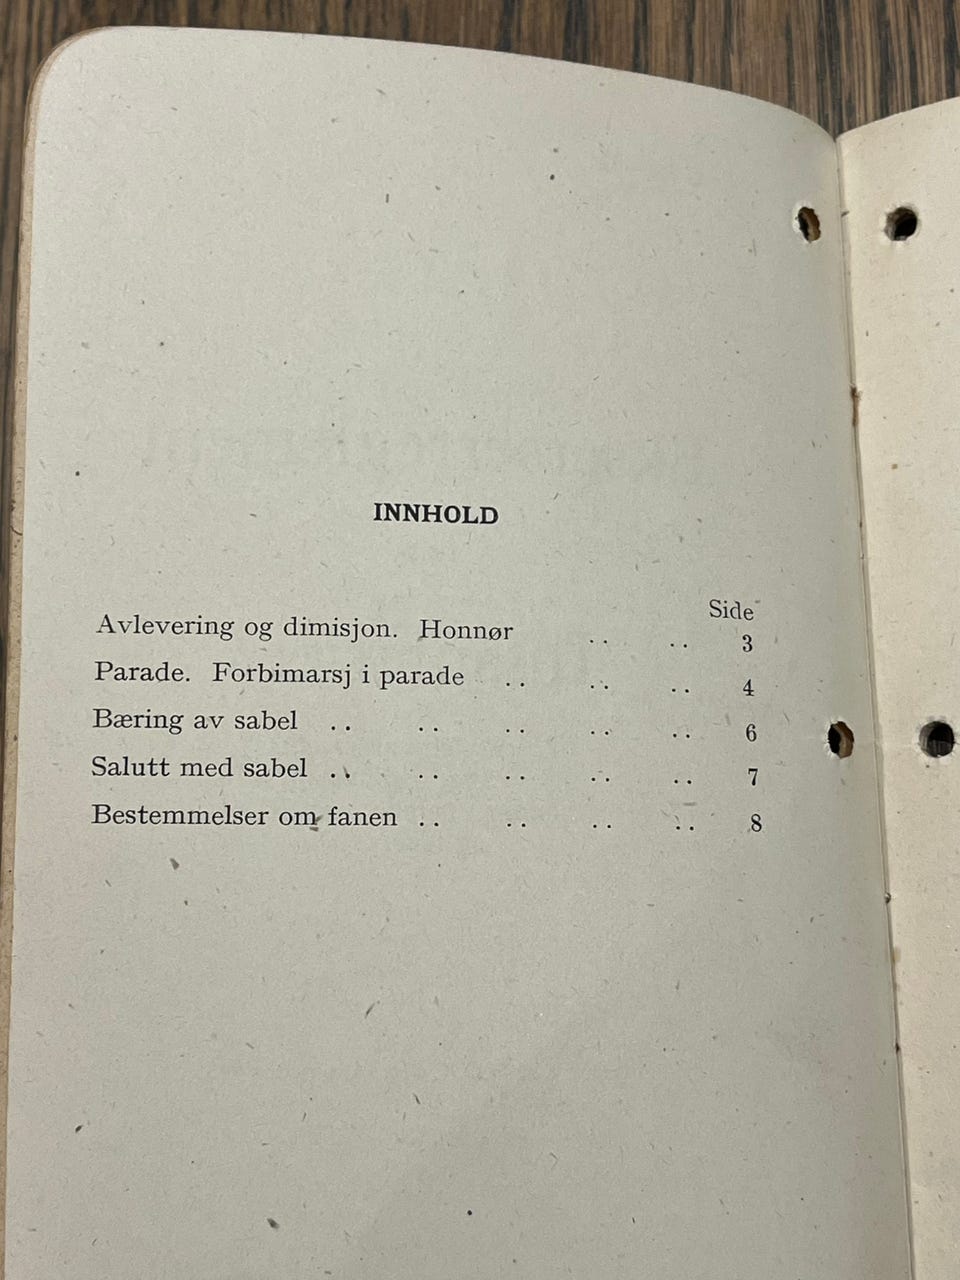 INNHOLD
Side
Avlevering og dimisjon. Honnør .. .. 3
Parade. Forbimarsj i parade .. .. .. 4
Bæring av sabel .. .. .. .. .. 6
Salutt med sabel .. .. .. .. .. 7
Bestemmelser om fanen .. .. .. .. 8